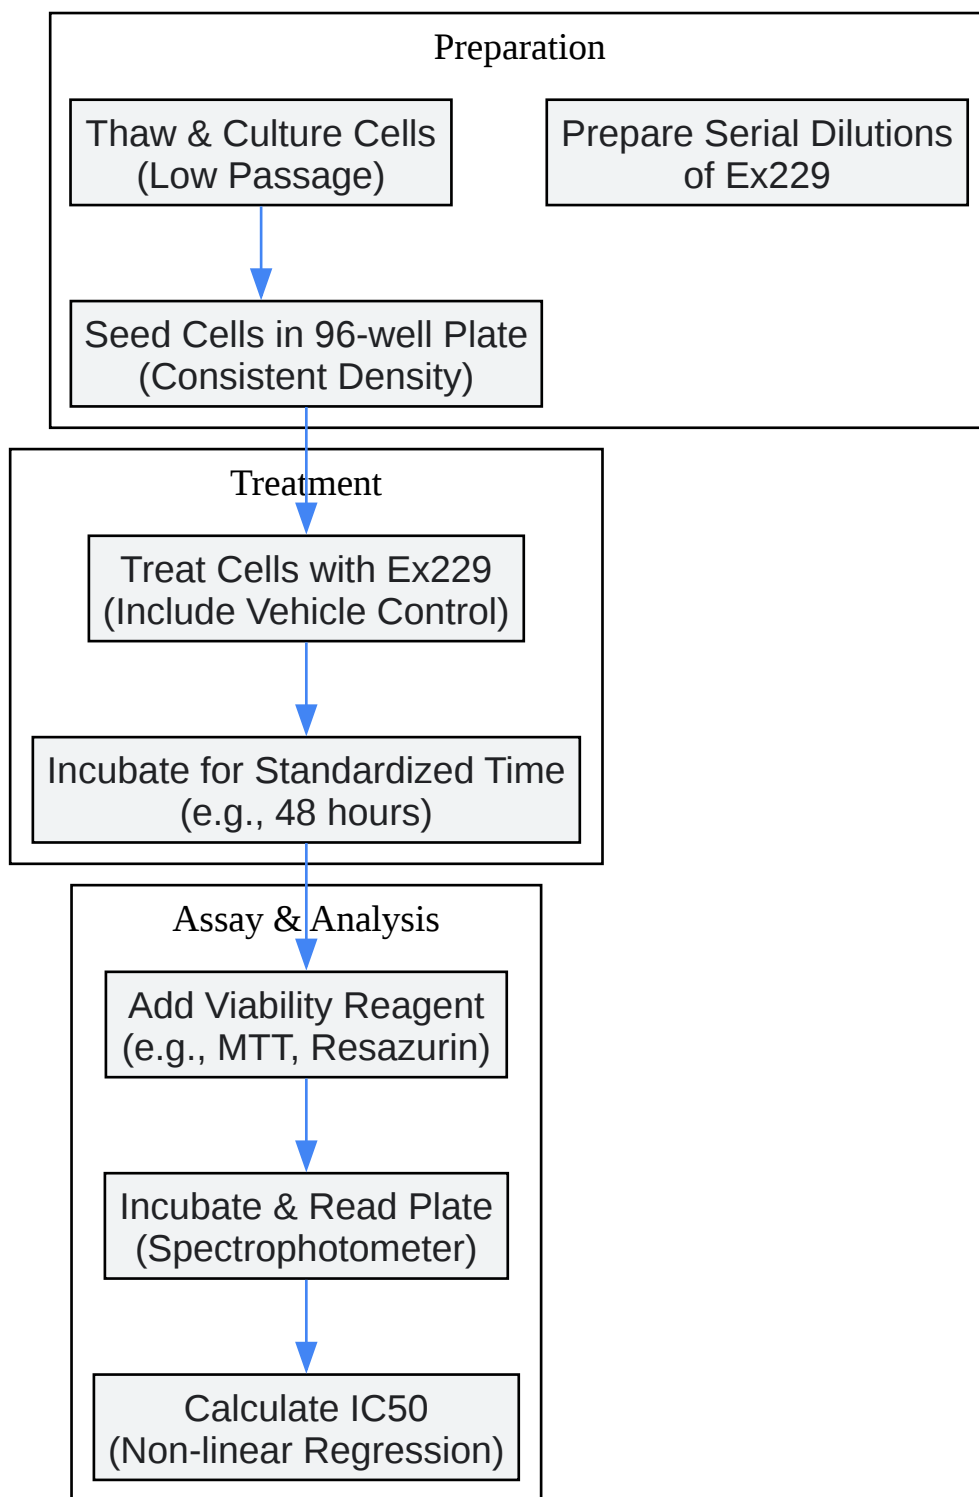 Preparation
Thaw & Culture Cells
(Low Passage)
Prepare Serial Dilutions
of Ex229
Seed Cells in 96-well Plate
(Consistent Density)
Treatment
Treat Cells with Ex229
(Include Vehicle Control)
Incubate for Standardized Time
(e.g., 48 hours)
Assay & Analysis
Add Viability Reagent
(e.g., MTT, Resazurin)
Incubate & Read Plate
(Spectrophotometer)
Calculate IC50
(Non-linear Regression)